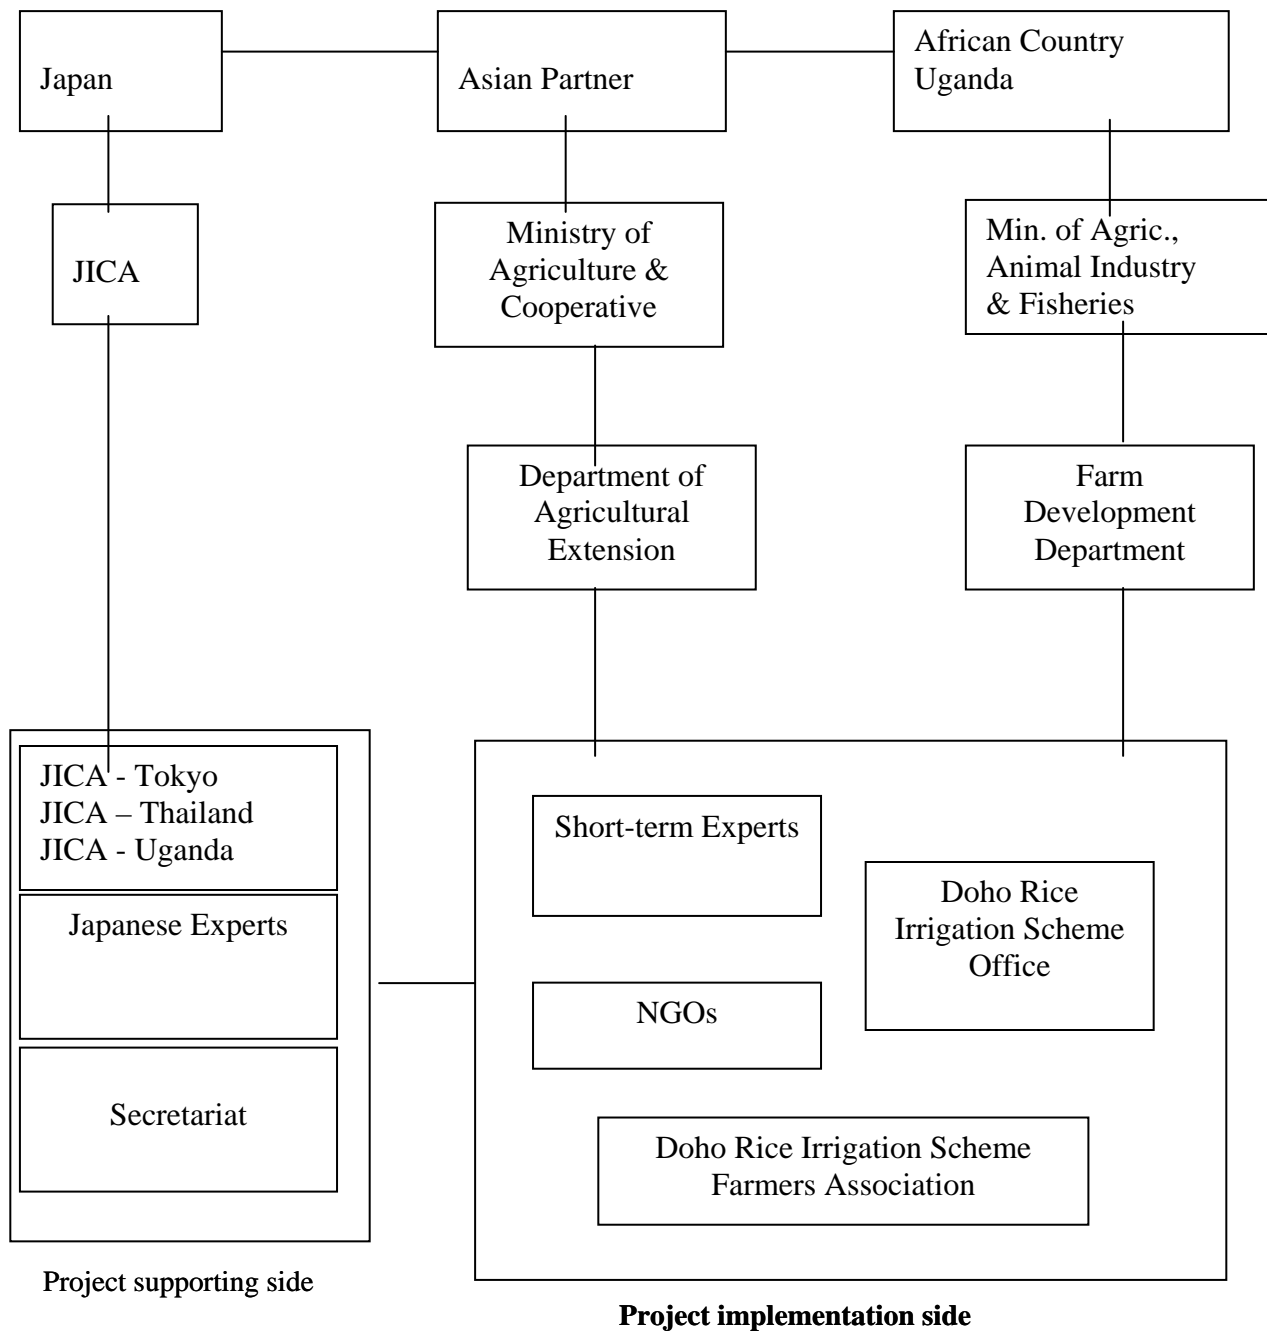 Japan
Asian Partner
African Country
Uganda
JICA
Ministry of
Agriculture &
Cooperative
Min. of Agric.,
Animal Industry
& Fisheries
Department of
Agricultural
Extension
Farm
Development
Department
JICA - Tokyo
JICA – Thailand
JICA - Uganda
Japanese Experts
Secretariat
Short-term Experts
Doho Rice
Irrigation Scheme
Office
NGOs
Doho Rice Irrigation Scheme
Farmers Association
Project supporting side
Project implementation side